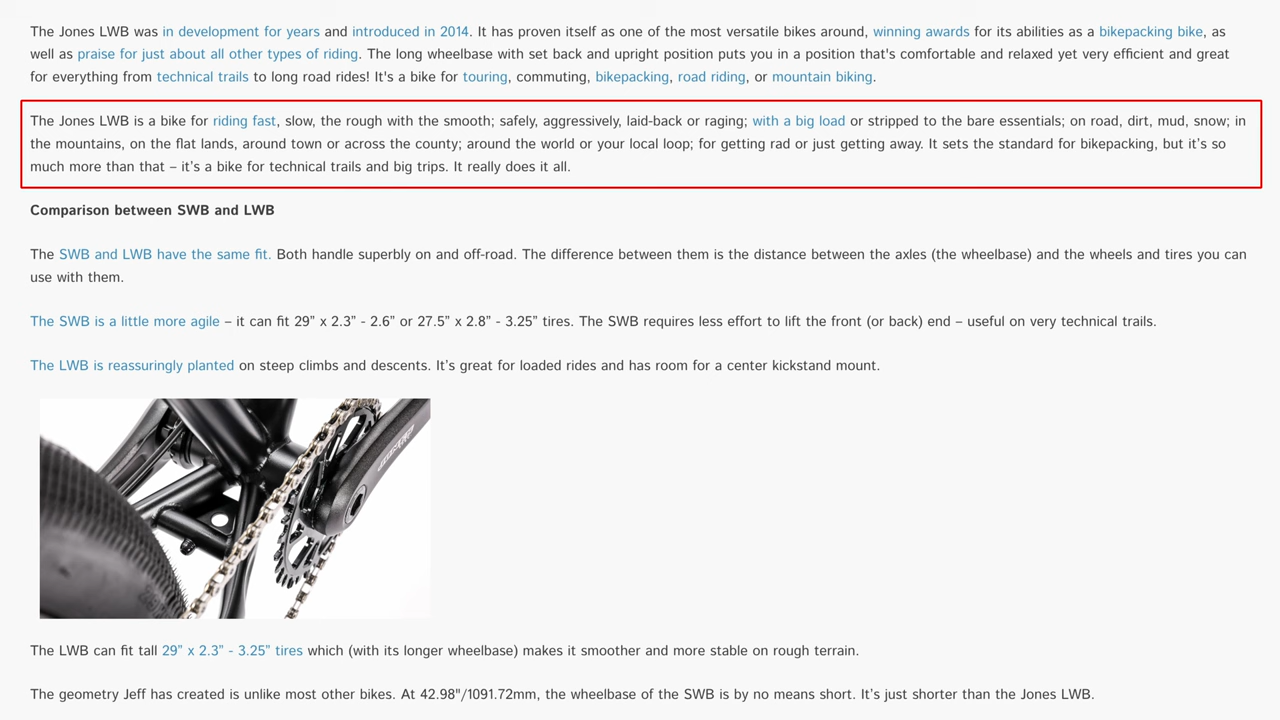 The Jones LWB was in development for years and introduced in 2014. It has proven itself as one of the most versatile bikes around, winning awards for its abilities as a bikepacking bike, as
well as praise for just about all other types of riding. The long wheelbase with set back and upright position puts you in a position that's comfortable and relaxed yet very efficient and great
for everything from technical trails to long road rides! It's a bike for touring, commuting, bikepacking, road riding, or mountain biking.
The Jones LWB is a bike for riding fast, slow, the rough with the smooth; safely, aggressively, laid-back or raging; with a big load or stripped to the bare essentials; on road, dirt, mud, snow; in
the mountains, on the flat lands, around town or across the county; around the world or your local loop; for getting rad or just getting away. It sets the standard for bikepacking, but it’s so
much more than that – it’s a bike for technical trails and big trips. It really does it all.
Comparison between SWB and LWB
The SWB and LWB have the same fit. Both handle superbly on and off-road. The difference between them is the distance between the axles (the wheelbase) and the wheels and tires you can
use with them.
The SWB is a little more agile – it can fit 29” x 2.3” - 2.6” or 27.5” x 2.8” - 3.25” tires. The SWB requires less effort to lift the front (or back) end – useful on very technical trails.
The LWB is reassuringly planted on steep climbs and descents. It’s great for loaded rides and has room for a center kickstand mount.
The LWB can fit tall 29” x 2.3” - 3.25” tires which (with its longer wheelbase) makes it smoother and more stable on rough terrain.
The geometry Jeff has created is unlike most other bikes. At 42.98"/1091.72mm, the wheelbase of the SWB is by no means short. It’s just shorter than the Jones LWB.